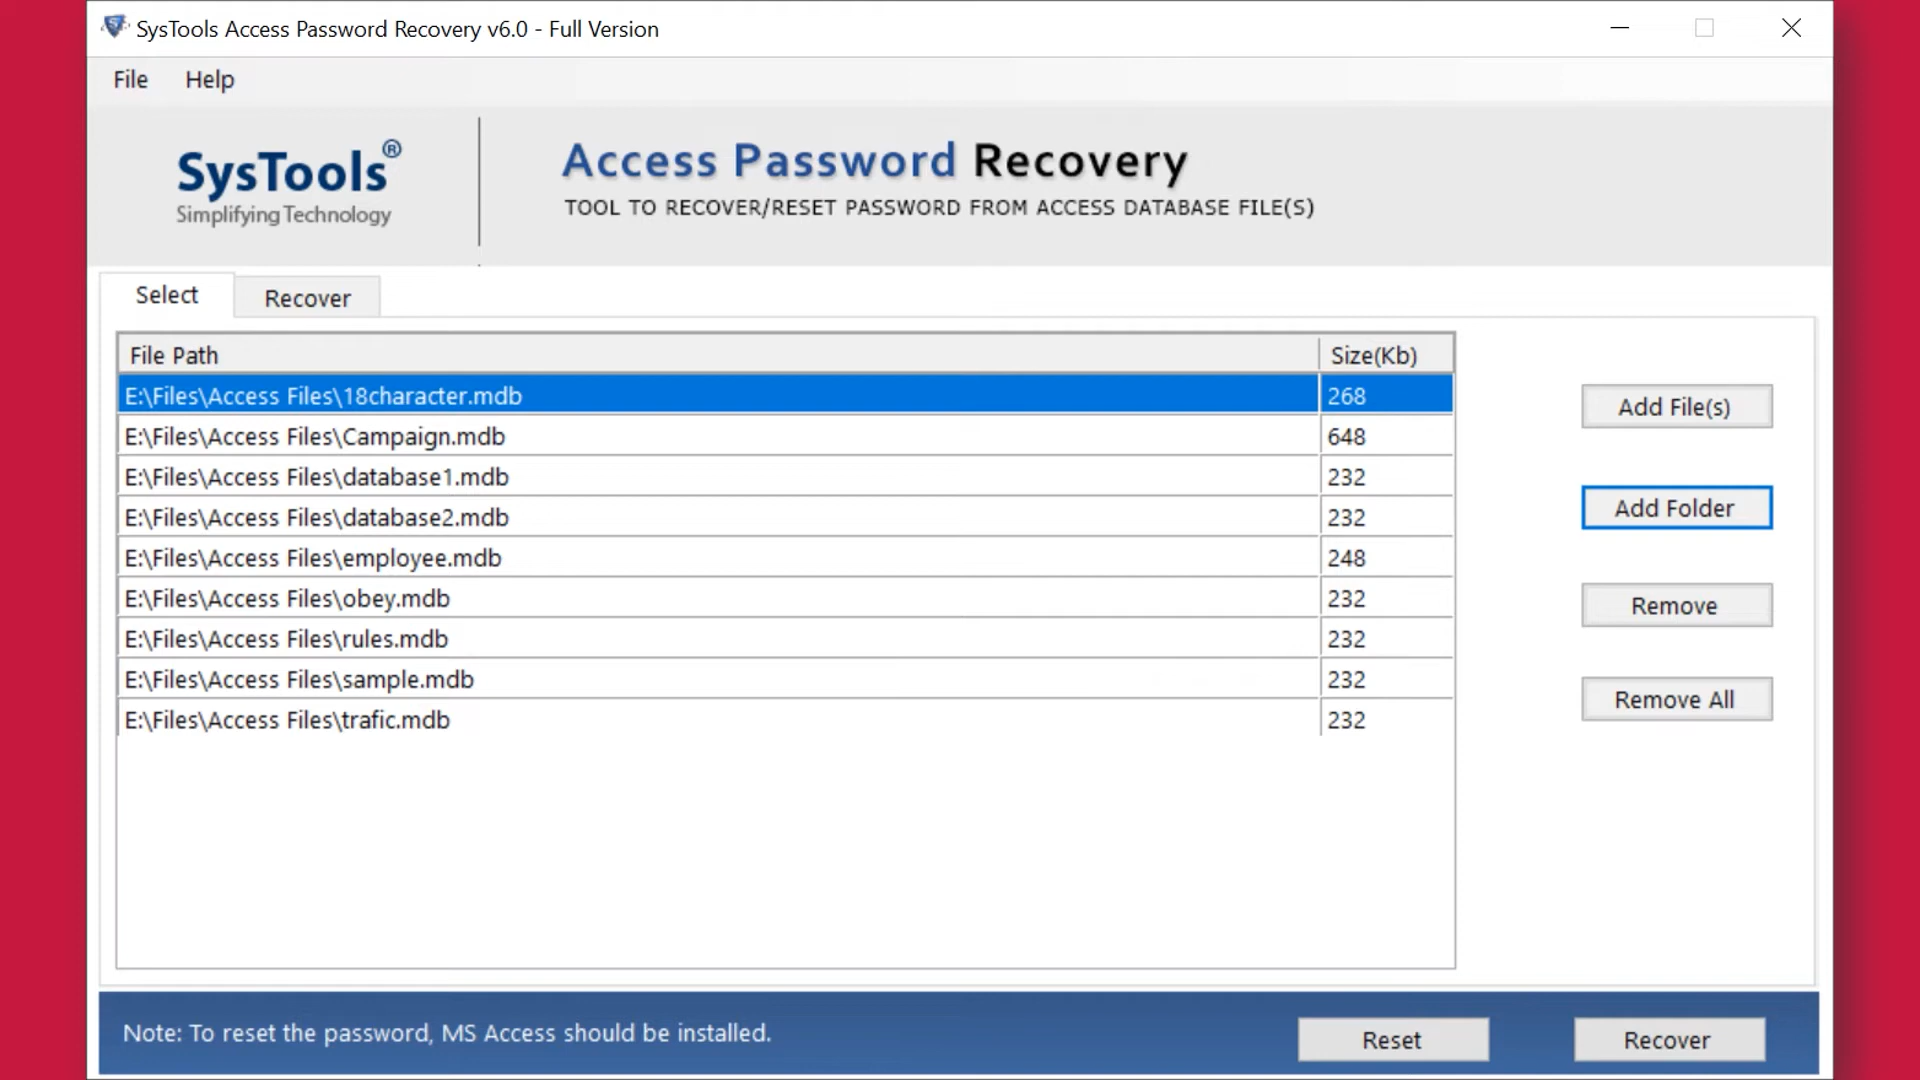 SysTools Access Password Recovery v6.0 - Full Version
File Help
SysTools®
Simplifying Technology
Access Password Recovery
TOOL TO RECOVER/RESET PASSWORD FROM ACCESS DATABASE FILE(S)
Select Recover
File Path Size(Kb)
E:\Files\Access Files\18character.mdb 268
E:\Files\Access Files\Campaign.mdb 648
E:\Files\Access Files\database1.mdb 232
E:\Files\Access Files\database2.mdb 232
E:\Files\Access Files\employee.mdb 248
E:\Files\Access Files\obey.mdb 232
E:\Files\Access Files\rules.mdb 232
E:\Files\Access Files\sample.mdb 232
E:\Files\Access Files\trafic.mdb 232
Add File(s)
Add Folder
Remove
Remove All
Note: To reset the password, MS Access should be installed.
Reset Recover